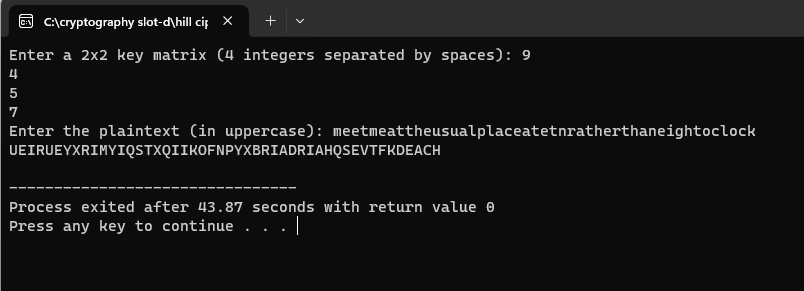 C:\cryptography slot-d\hill cip
Enter a 2x2 key matrix (4 integers separated by spaces): 9
4
5
7
Enter the plaintext (in uppercase): meetmeattheusualplaceatetnratherthaneightoclock
UEIRUEYXRIMYIQSTXQIIKOFNPYXBRIADRIAHQSEVTFKDEACH
--------------------------------
Process exited after 43.87 seconds with return value 0
Press any key to continue . . .